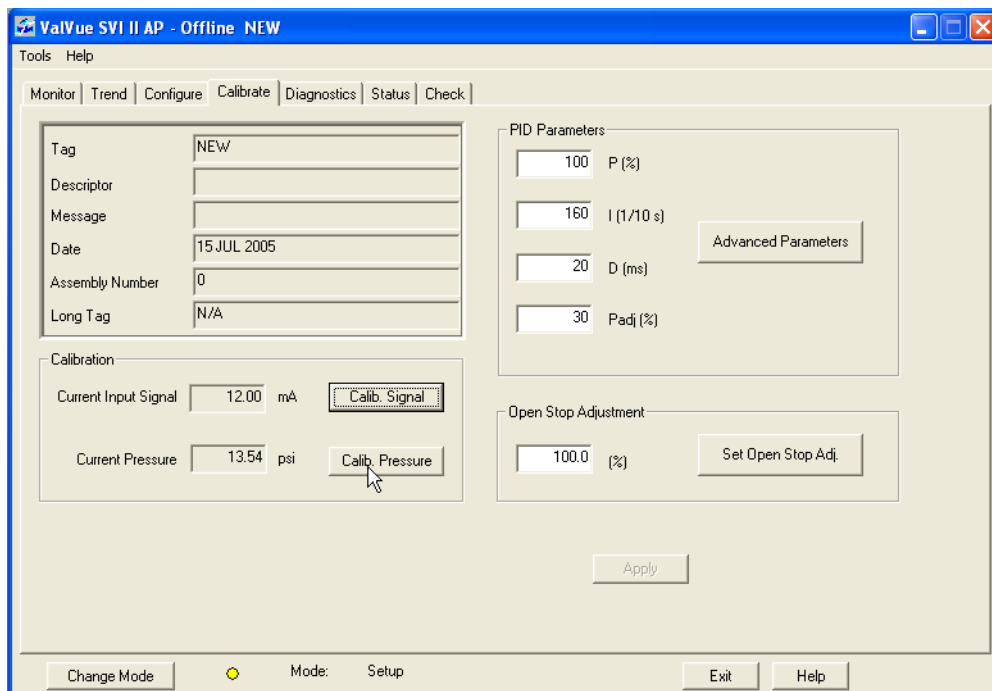 ValVue SVI II AP - Offline NEW
Tools Help
Monitor Trend Configure Calibrate Diagnostics Status Check
Tag NEW
Descriptor
Message
Date 15 JUL 2005
Assembly Number 0
Long Tag N/A
Calibration
Current Input Signal 12.00 mA Calib. Signal
Current Pressure 13.54 psi Calib. Pressure
PID Parameters
100 P (%)
160 I (1/10 s)
20 D (ms)
30 Padj (%)
Advanced Parameters
Open Stop Adjustment
100.0 (%) Set Open Stop Adj.
Apply
Change Mode Mode: Setup Exit Help